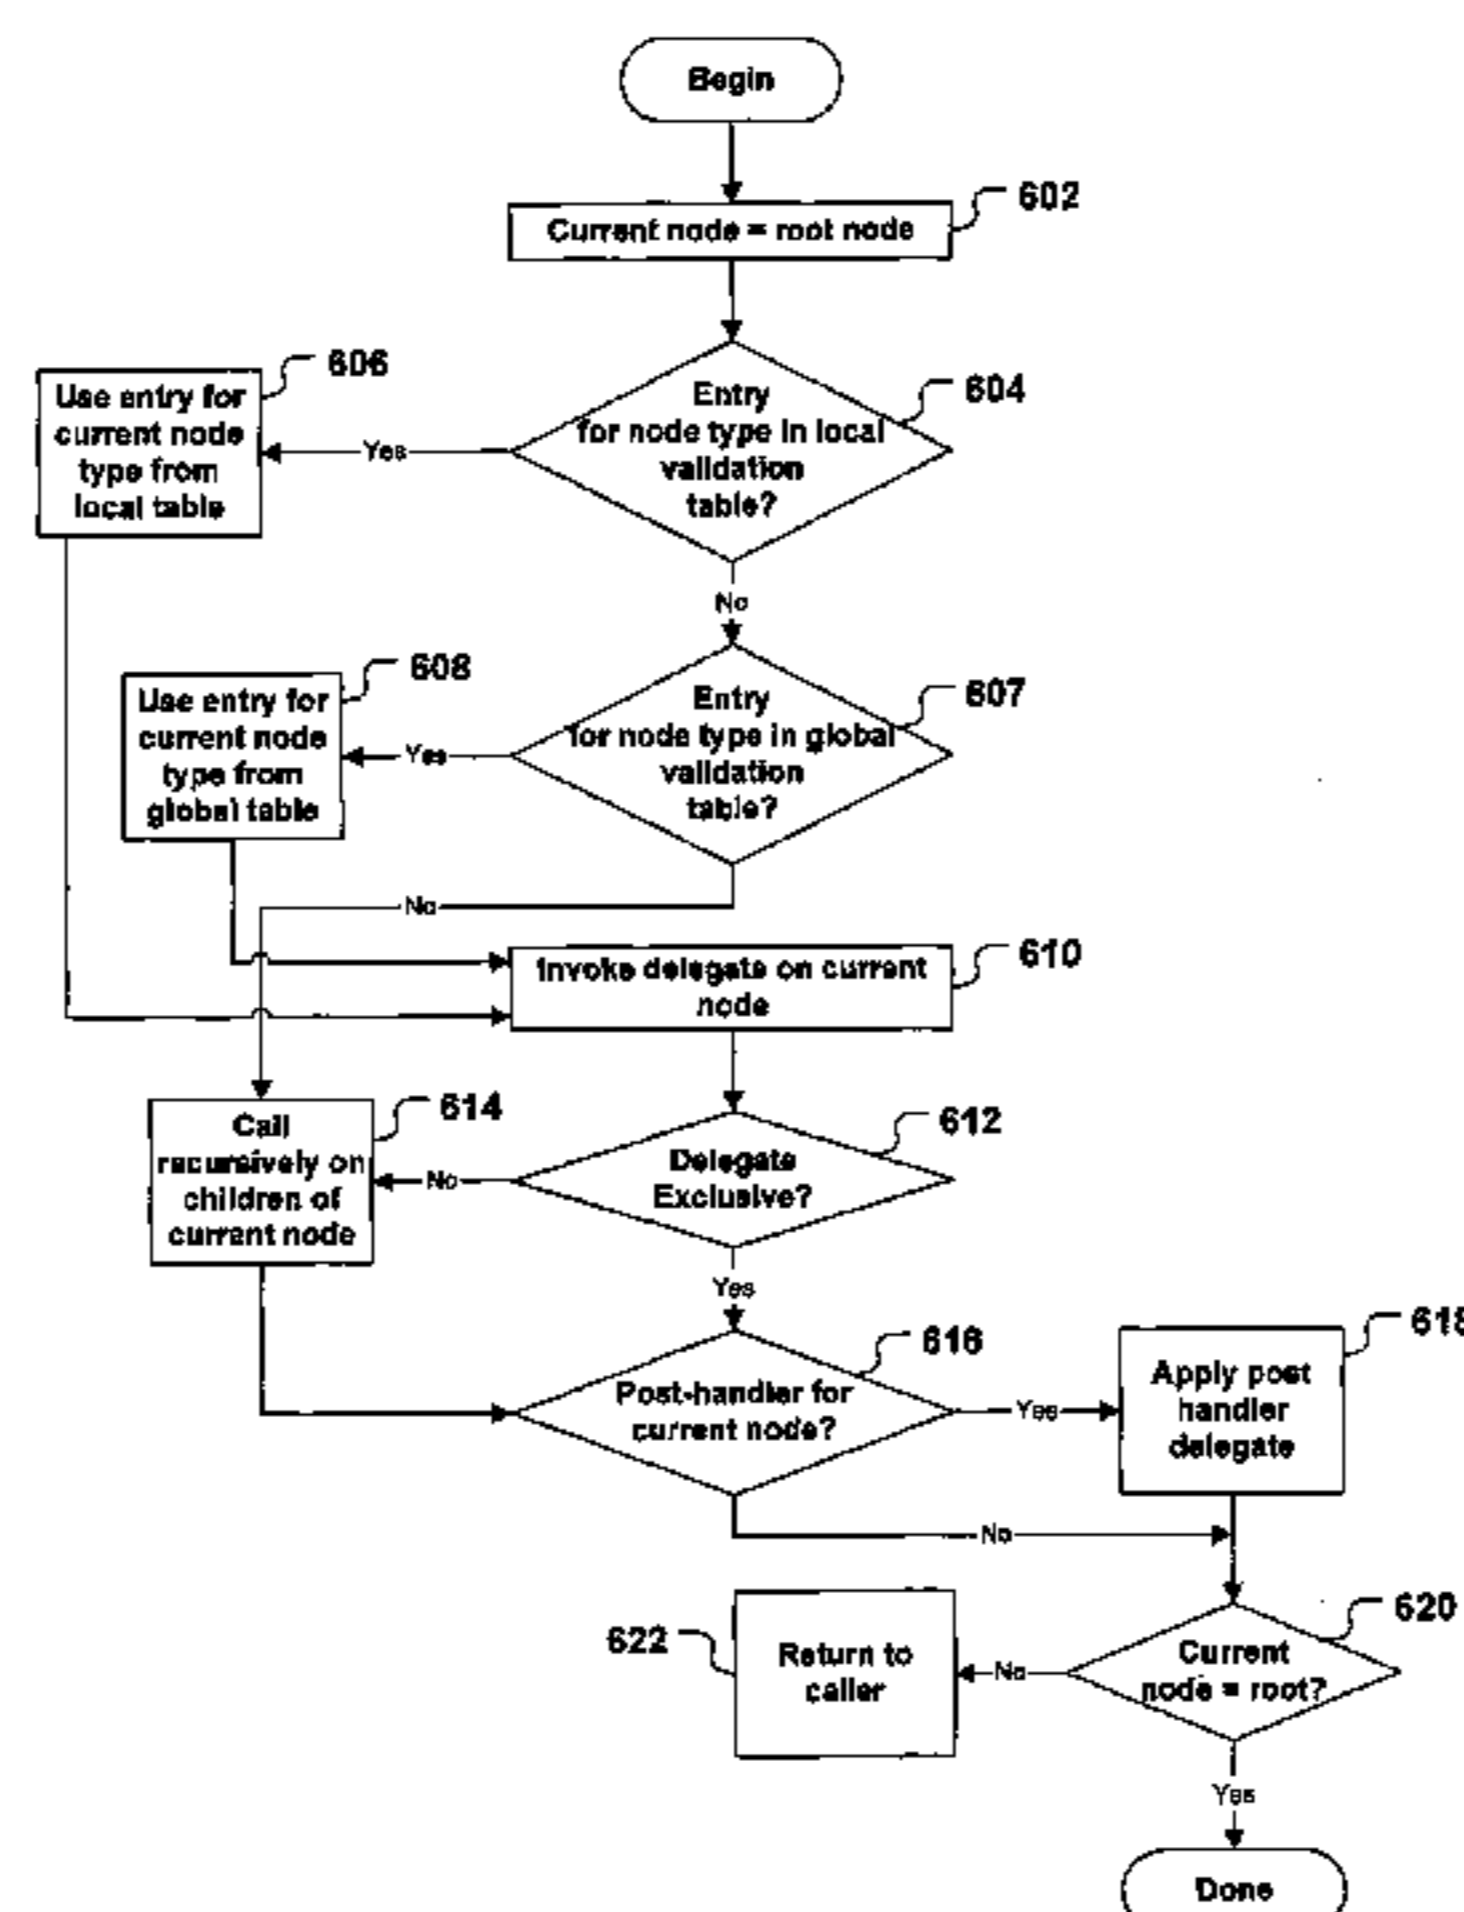 Begin
602
Current node = root node
606
Use entry for
current node
type from
local table
Yes
604
Entry
for node type in local
validation
table?
No
608
Use entry for
current node
type from
global table
Yes
607
Entry
for node type in global
validation
table?
No
610
Invoke delegate on current
node
614
Call
recursively on
children of
current node
No
612
Delegate
Exclusive?
Yes
616
Post-handler for
current node?
Yes
618
Apply post
handler
delegate
No
622
Return to
caller
No
620
Current
node = root?
Yes
Done